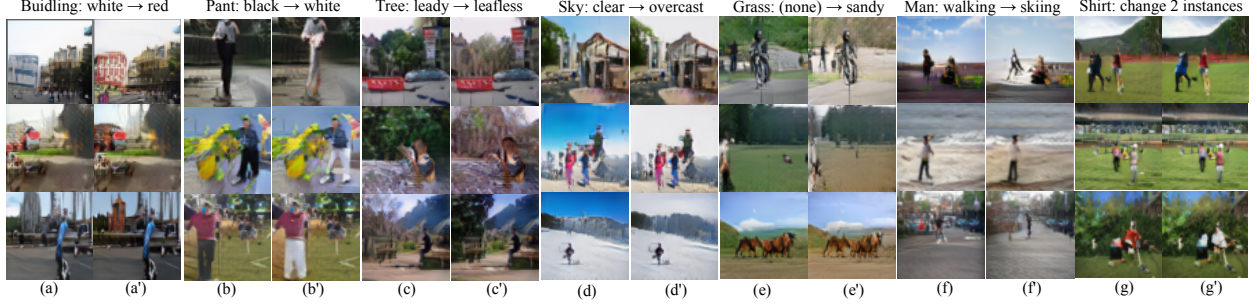 Buidling: white → red Pant: black → white Tree: leady → leafless Sky: clear → overcast Grass: (none) → sandy Man: walking → skiing Shirt: change 2 instances
(a) (a') (b) (b') (c) (c') (d) (d') (e) (e') (f) (f') (g) (g')